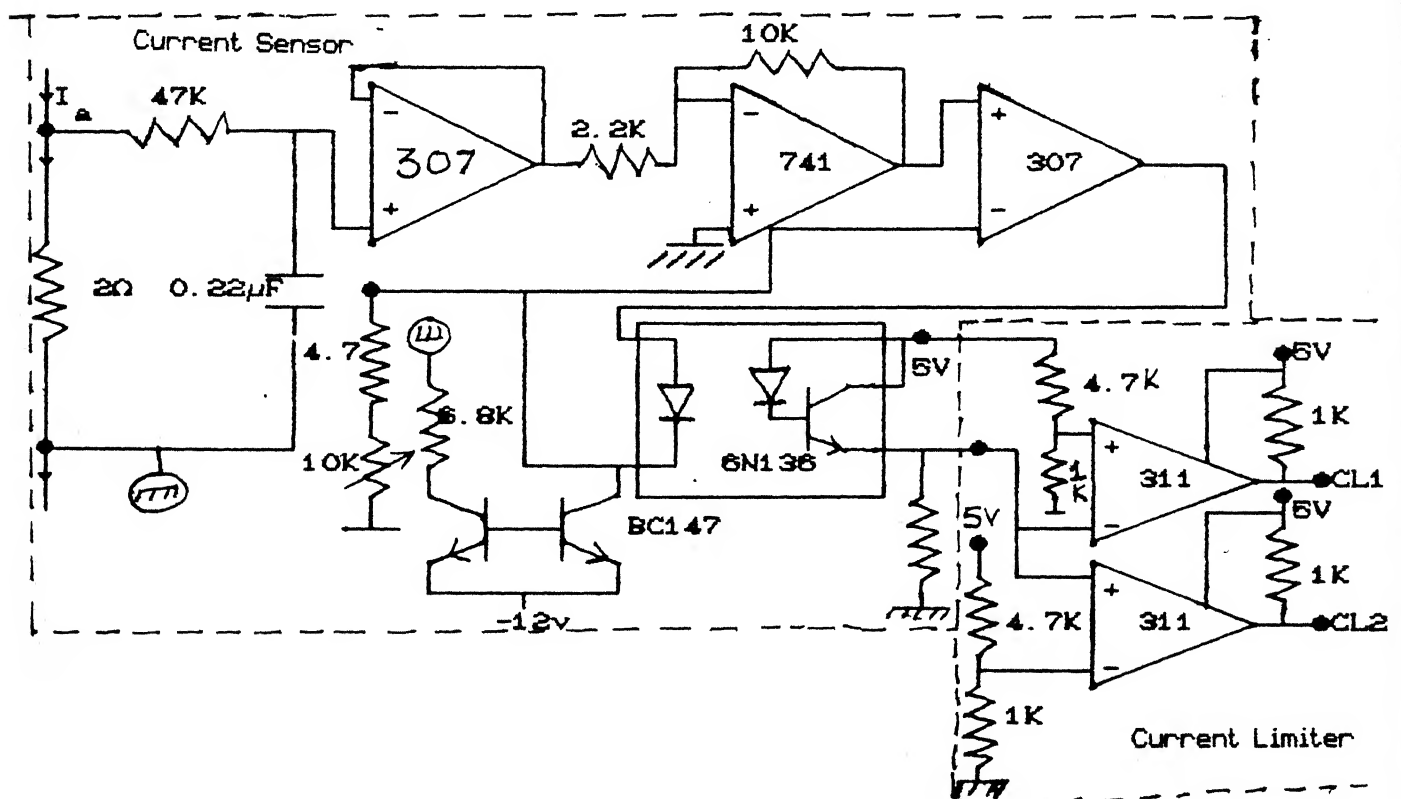 Current Sensor
10K
I
a
47K
2.2K
-
307
+
-
741
+
+
307
-
2Ω
0.22μF
4.7
6.8K
10K
5V
6N136
BC147
-12v
4.7K
5V
1K
+
311
-
1K
CL1
5V
5V
1K
+
311
-
4.7K
CL2
1K
Current Limiter